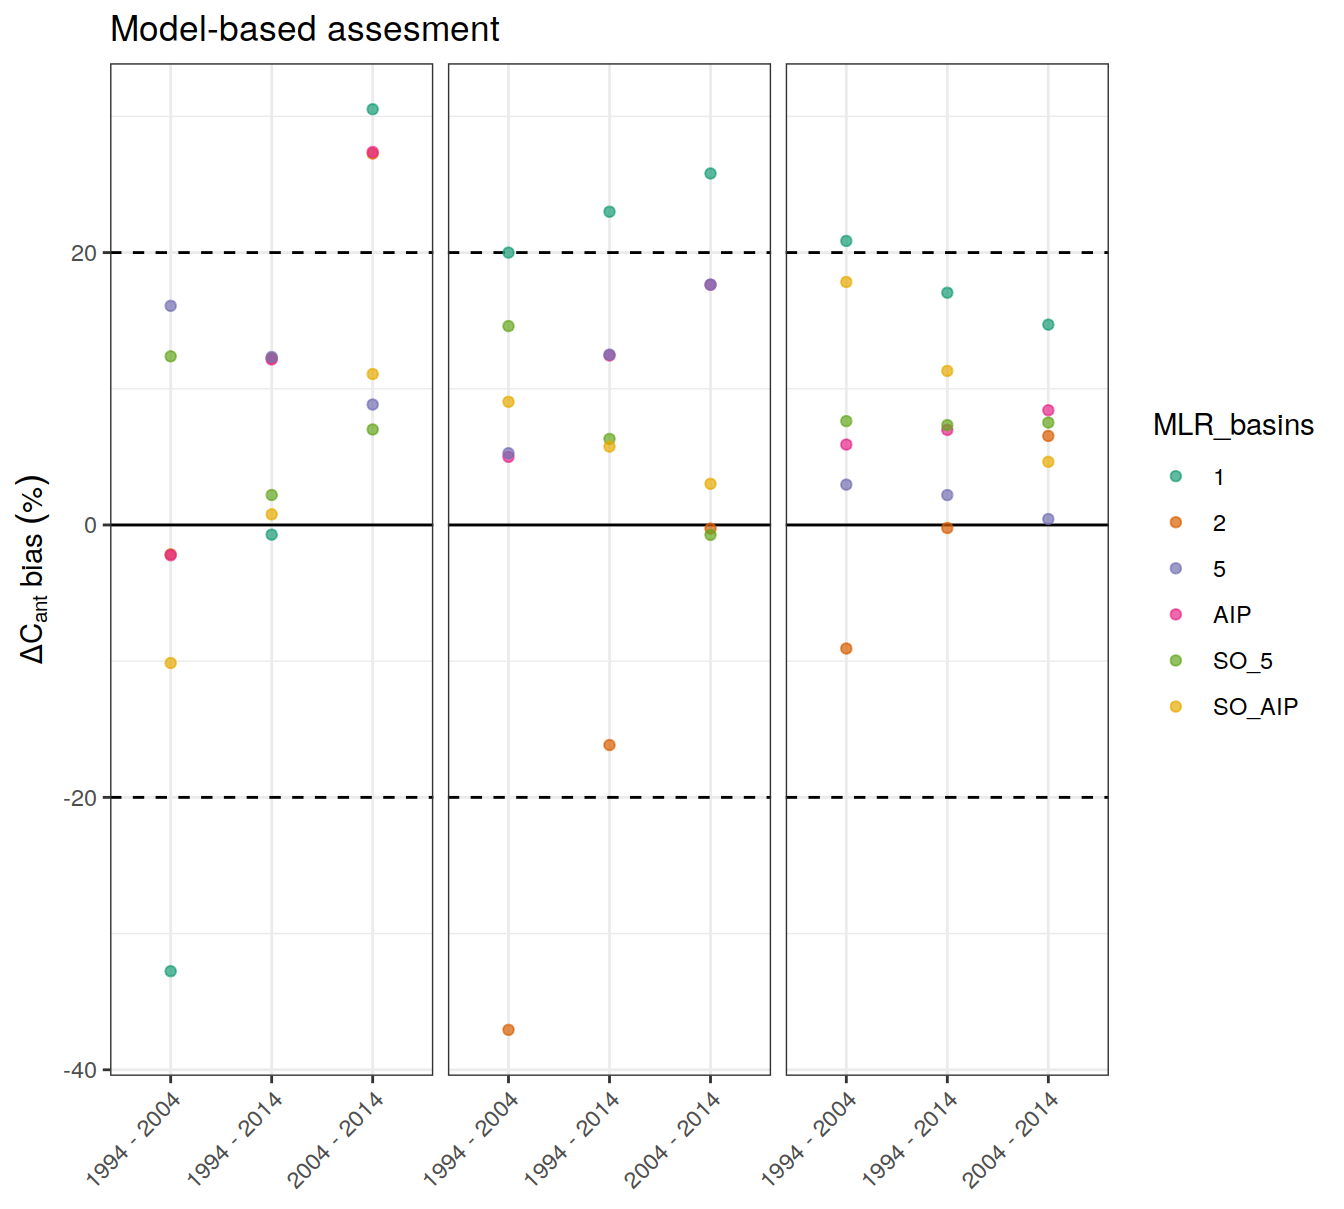 Model-based assesment
ΔCant bias (%)
20
0
-20
-40
1994 - 2004
1994 - 2014
2004 - 2014
1994 - 2004
1994 - 2014
2004 - 2014
1994 - 2004
1994 - 2014
2004 - 2014
MLR_basins
1
2
5
AIP
SO_5
SO_AIP